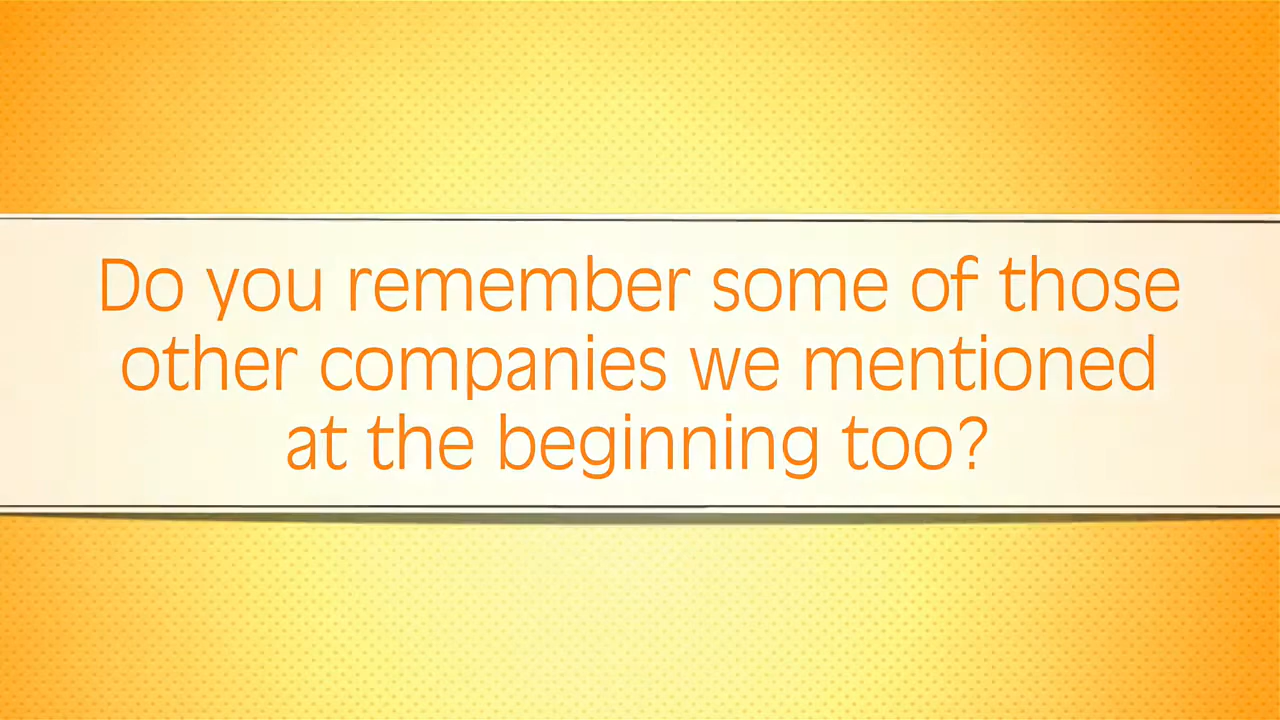 Do you remember some of those
other companies we mentioned
at the beginning too?